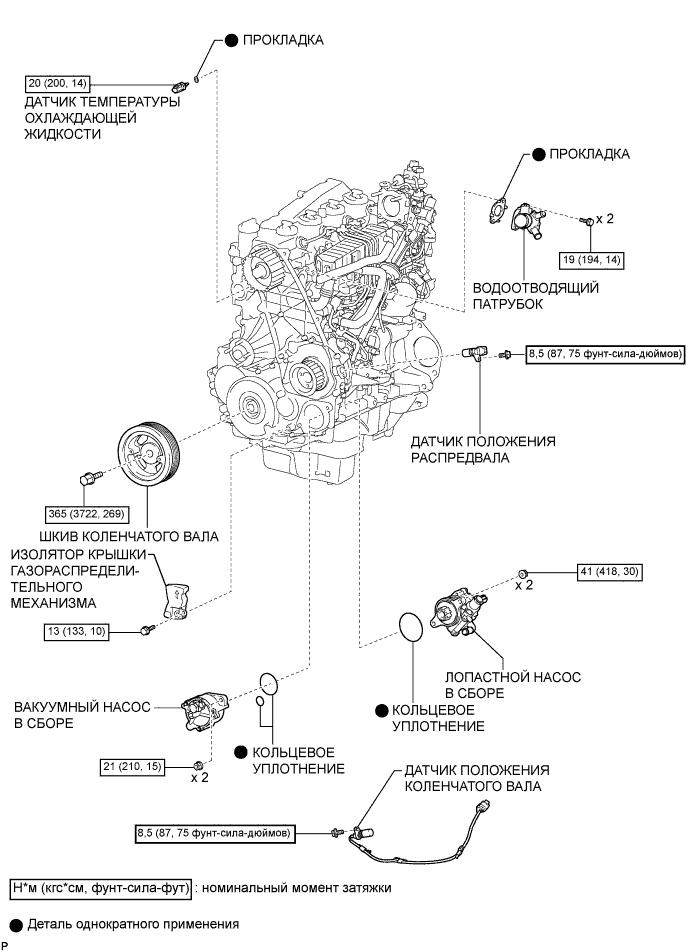 ПРОКЛАДКА
20 (200, 14)
ДАТЧИК ТЕМПЕРАТУРЫ
ОХЛАЖДАЮЩЕЙ
ЖИДКОСТИ
ПРОКЛАДКА
x 2
19 (194, 14)
ВОДООТВОДЯЩИЙ
ПАТРУБОК
8,5 (87, 75 фунт-сила-дюймов)
ДАТЧИК ПОЛОЖЕНИЯ
РАСПРЕДВАЛА
365 (3722, 269)
ШКИВ КОЛЕНЧАТОГО ВАЛА
ИЗОЛЯТОР КРЫШКИ
ГАЗОРАСПРЕДЕЛИ-
ТЕЛЬНОГО
МЕХАНИЗМА
13 (133, 10)
41 (418, 30)
x 2
ЛОПАСТНОЙ НАСОС
В СБОРЕ
КОЛЬЦЕВОЕ
УПЛОТНЕНИЕ
ВАКУУМНЫЙ НАСОС
В СБОРЕ
21 (210, 15)
x 2
КОЛЬЦЕВОЕ
УПЛОТНЕНИЕ
ДАТЧИК ПОЛОЖЕНИЯ
КОЛЕНЧАТОГО ВАЛА
8,5 (87, 75 фунт-сила-дюймов)
Н*м (кгс*см, фунт-сила-фут) : номинальный момент затяжки
Деталь однократного применения
P